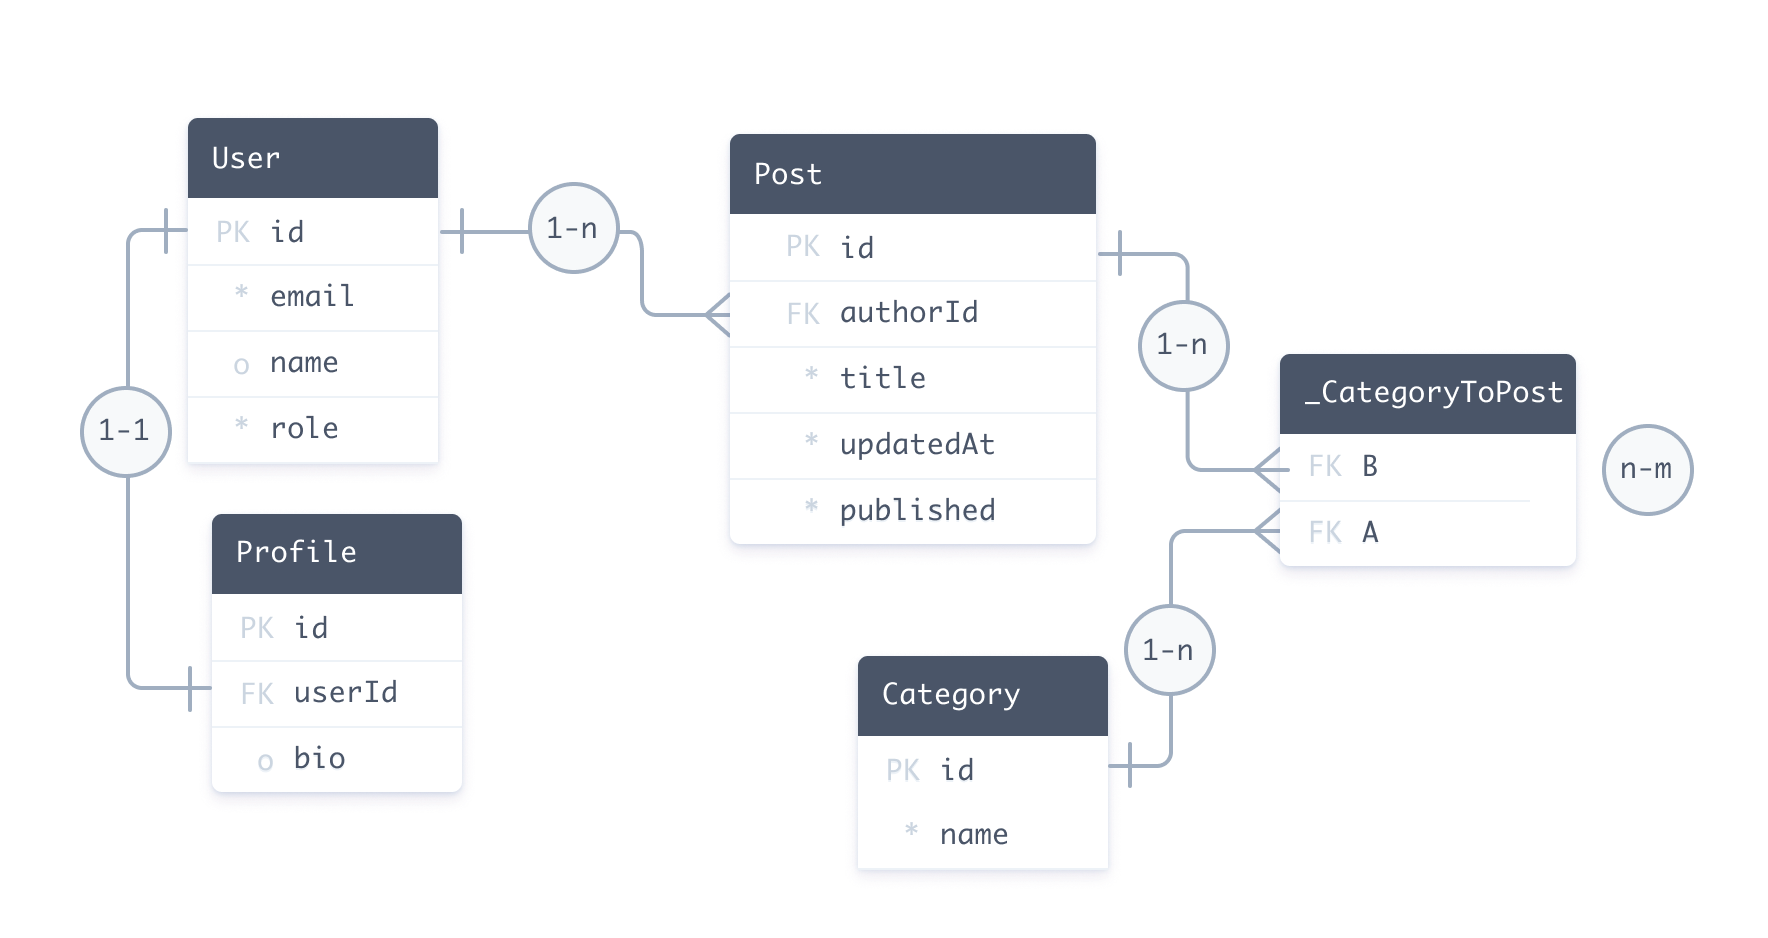 User
PK id
* email
o name
* role
1-1
Profile
PK id
FK userId
o bio
1-n
Post
PK id
FK authorId
* title
* updatedAt
* published
1-n
_CategoryToPost
FK B
FK A
n-m
1-n
Category
PK id
* name